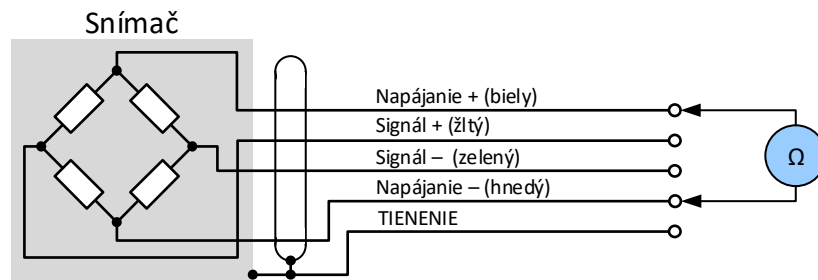 Snímač
Napájanie + (biely)
Signál + (žltý)
Signál – (zelený)
Napájanie – (hnedý)
TIENENIE
Ω